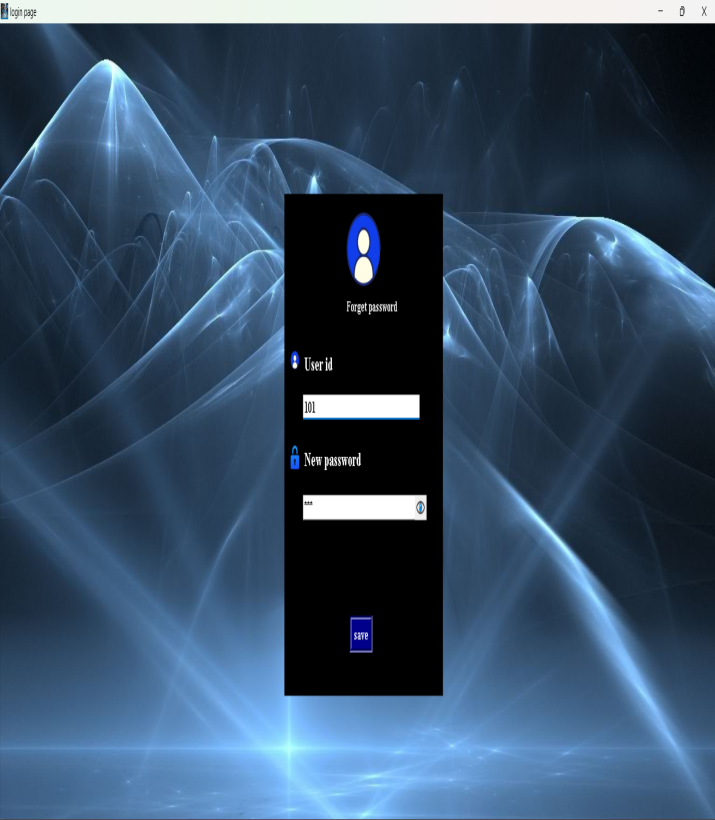 login page
Forget password
User id
101
New password
***
save